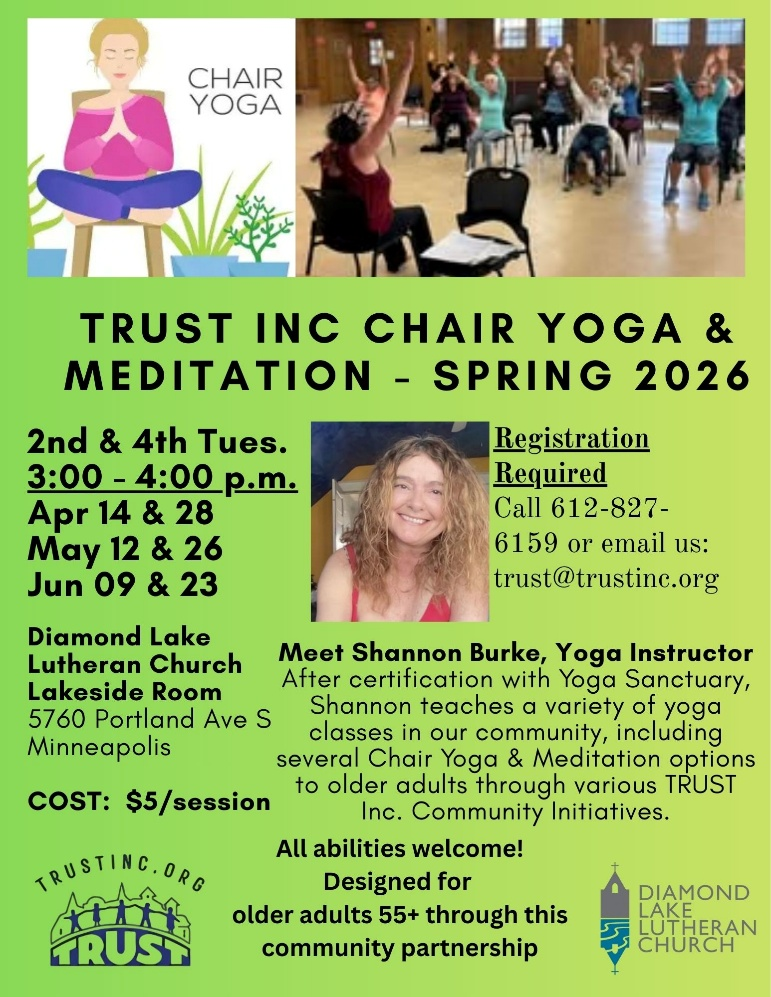 CHAIR
YOGA
TRUST INC CHAIR YOGA &
MEDITATION - SPRING 2026
2nd & 4th Tues.
3:00 - 4:00 p.m.
Apr 14 & 28
May 12 & 26
Jun 09 & 23
Registration
Required
Call 612-827-
6159 or email us:
trust@trustinc.org
Diamond Lake
Lutheran Church
Lakeside Room
5760 Portland Ave S
Minneapolis
COST: $5/session
Meet Shannon Burke, Yoga Instructor
After certification with Yoga Sanctuary,
Shannon teaches a variety of yoga
classes in our community, including
several Chair Yoga & Meditation options
to older adults through various TRUST
Inc. Community Initiatives.
All abilities welcome!
Designed for
older adults 55+ through this
community partnership
TRUSTINC.ORG
TRUST
DIAMOND
LAKE
LUTHERAN
CHURCH